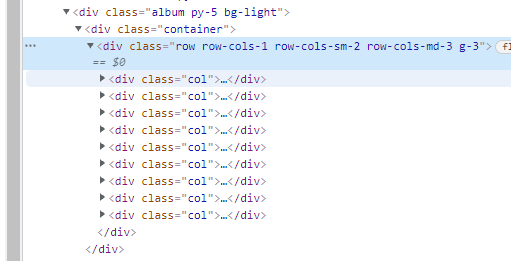 ▼<div class="album py-5 bg-light">
▼<div class="container">
··· ▼<div class="row row-cols-1 row-cols-sm-2 row-cols-md-3 g-3"> fl
== $0
▶<div class="col">…</div>
▶<div class="col">…</div>
▶<div class="col">…</div>
▶<div class="col">…</div>
▶<div class="col">…</div>
▶<div class="col">…</div>
▶<div class="col">…</div>
▶<div class="col">…</div>
▶<div class="col">…</div>
</div>
</div>